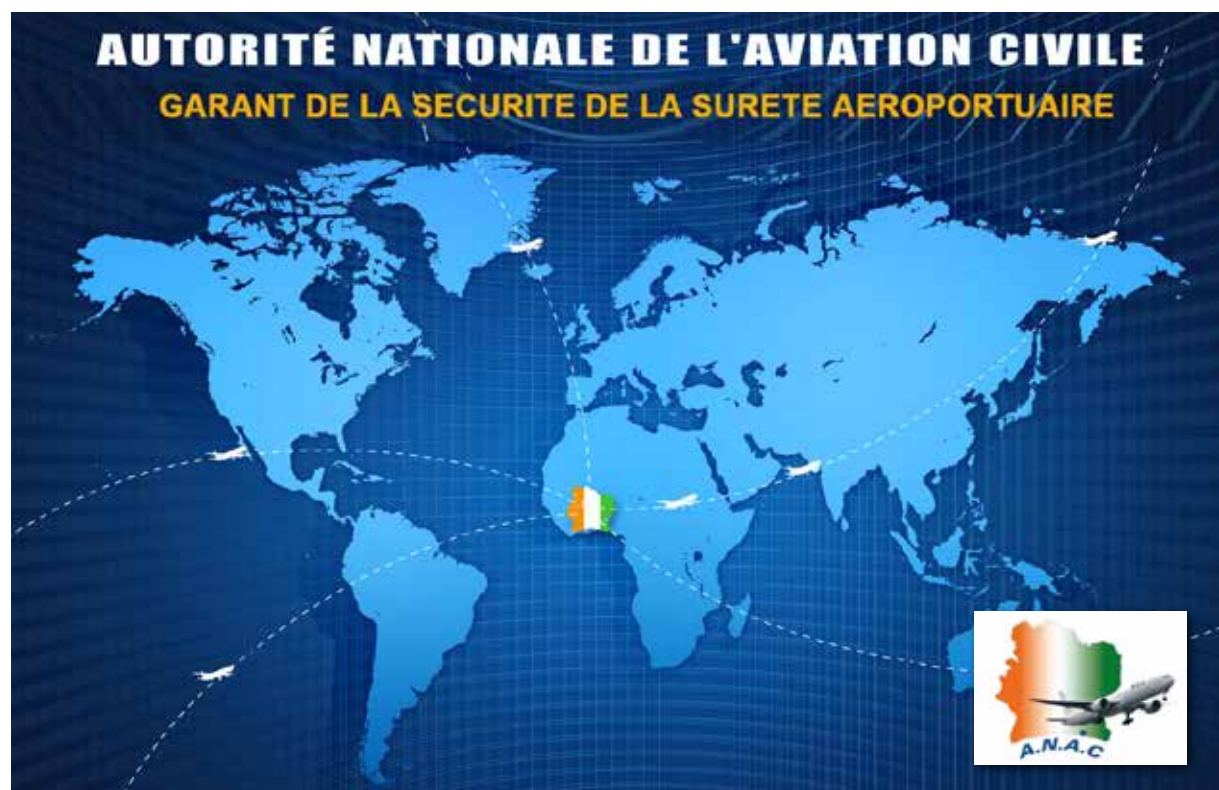 AUTORITÉ NATIONALE DE L'AVIATION CIVILE
GARANT DE LA SECURITE DE LA SURETE AEROPORTUAIRE
A.N.A.C